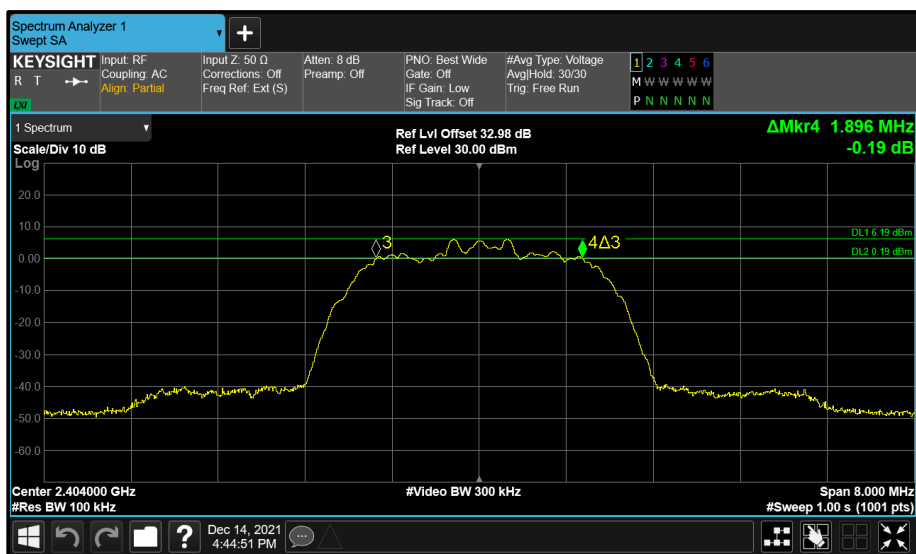 Spectrum Analyzer 1
Swept SA
KEYSIGHT
R T
LXI
Input: RF
Coupling: AC
Align: Partial
Input Z: 50 Ω
Corrections: Off
Freq Ref: Ext (S)
Atten: 8 dB
Preamp: Off
PNO: Best Wide
Gate: Off
IF Gain: Low
Sig Track: Off
#Avg Type: Voltage
Avg|Hold: 30/30
Trig: Free Run
1 2 3 4 5 6
M W W W W W
P N N N N N
1 Spectrum
Scale/Div 10 dB
Ref Lvl Offset 32.98 dB
Ref Level 30.00 dBm
ΔMkr4 1.896 MHz
-0.19 dB
Log
20.0
10.0
0.00
-10.0
-20.0
-30.0
-40.0
-50.0
-60.0
3
4Δ3
DL1 6.19 dBm
DL2 0.19 dBm
Center 2.404000 GHz
#Res BW 100 kHz
#Video BW 300 kHz
Span 8.000 MHz
#Sweep 1.00 s (1001 pts)
?
Dec 14, 2021
4:44:51 PM